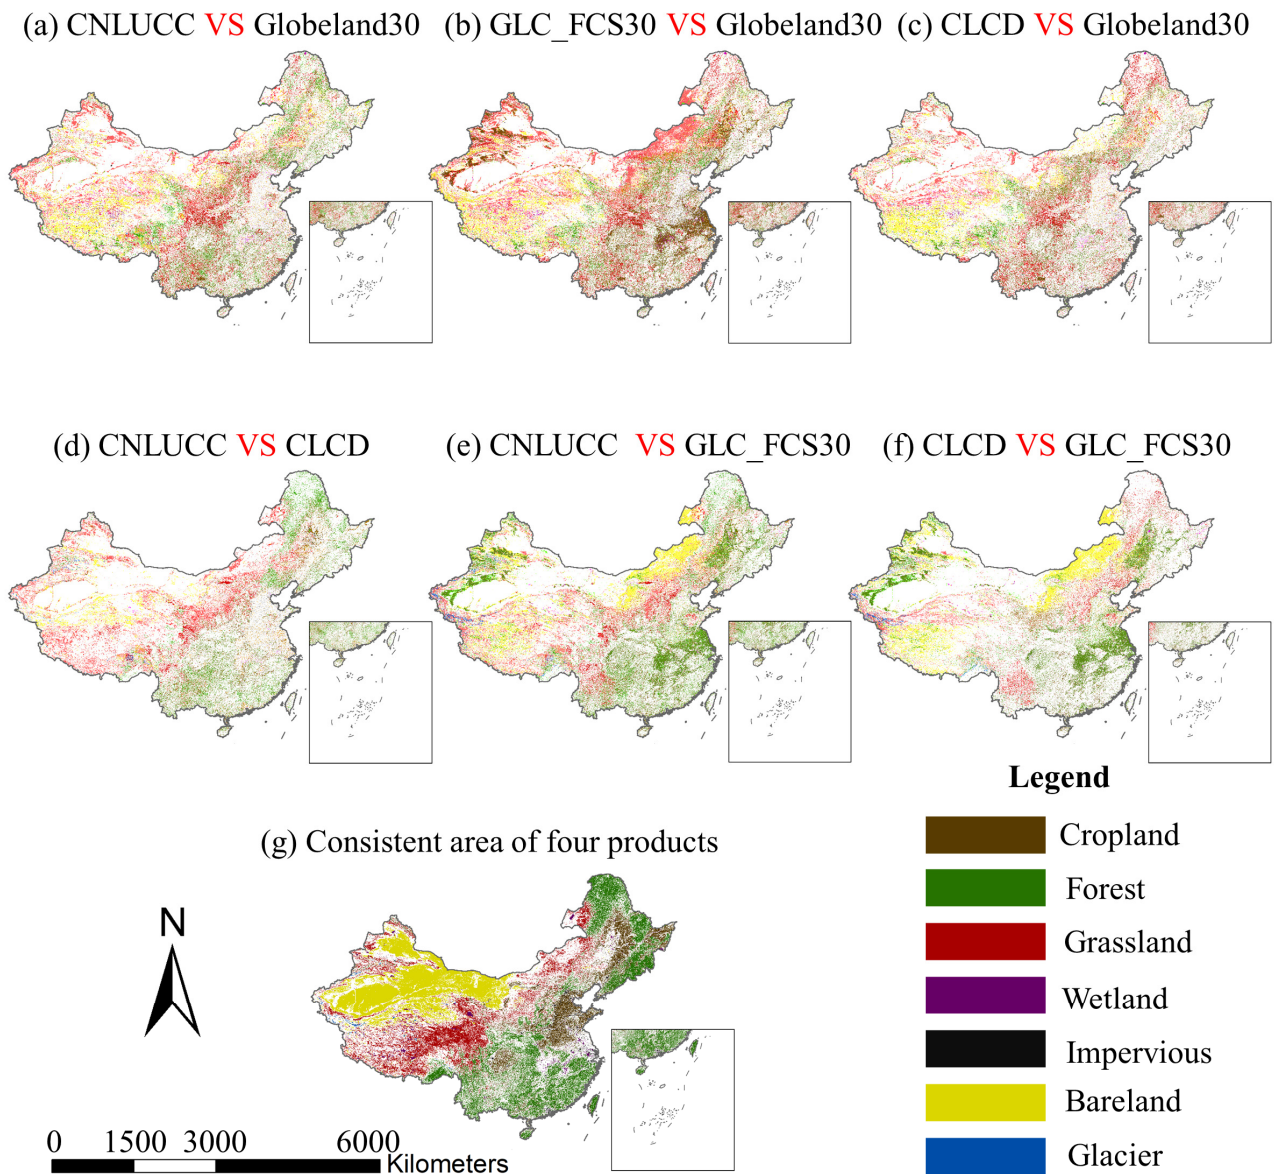 (a) CNLUCC VS Globeland30
(b) GLC_FCS30 VS Globeland30
(c) CLCD VS Globeland30
(d) CNLUCC VS CLCD
(e) CNLUCC VS GLC_FCS30
(f) CLCD VS GLC_FCS30
(g) Consistent area of four products
N
0 1500 3000 6000
Kilometers
Legend
Cropland
Forest
Grassland
Wetland
Impervious
Bareland
Glacier